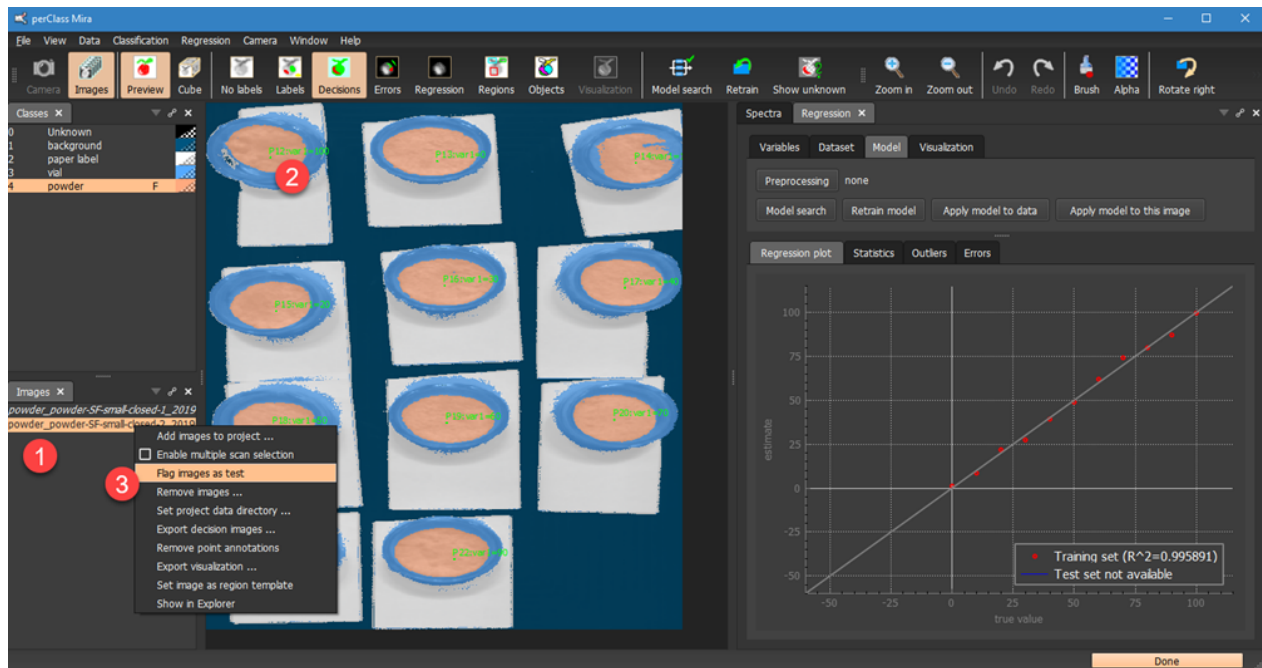 perClass Mira
File View Data Classification Regression Camera Window Help
Camera Images Preview Cube No labels Labels Decisions Errors Regression Regions Objects Visualization Model search Retrain Show unknown Zoom in Zoom out Undo Redo Brush Alpha Rotate right
Classes
0 Unknown
1 background
2 paper label
3 vial
4 powder F
Images
powder_powder-SF-small-closed-1_2019
powder_powder-SF-small-closed-2_2019
1
Add images to project ...
Enable multiple scan selection
Flag images as test
3
Remove images ...
Set project data directory ...
Export decision images ...
Remove point annotations
Export visualization ...
Set image as region template
Show in Explorer
2
Spectra Regression
Variables Dataset Model Visualization
Preprocessing none
Model search Retrain model Apply model to data Apply model to this image
Regression plot Statistics Outliers Errors
100
75
50
25
0
-25
-50
estimate
-50 -25 0 25 50 75 100
true value
Training set (R^2=0.995891)
Test set not available
Done